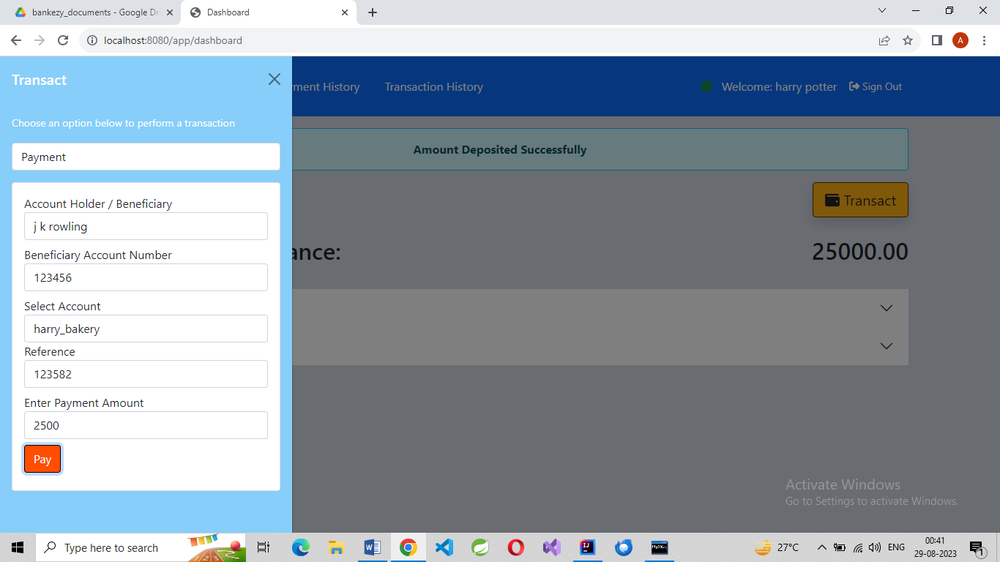 bankezy_documents - Google Dr
Dashboard
localhost:8080/app/dashboard
A
Transact
ment History
Transaction History
Welcome: harry potter
Sign Out
Choose an option below to perform a transaction
Payment
Amount Deposited Successfully
Transact
Account Holder / Beneficiary
j k rowling
Beneficiary Account Number
123456
ance:
25000.00
Select Account
harry_bakery
Reference
123582
Enter Payment Amount
2500
Pay
Activate Windows
Go to Settings to activate Windows.
Type here to search
27°C
ENG
00:41
29-08-2023
1